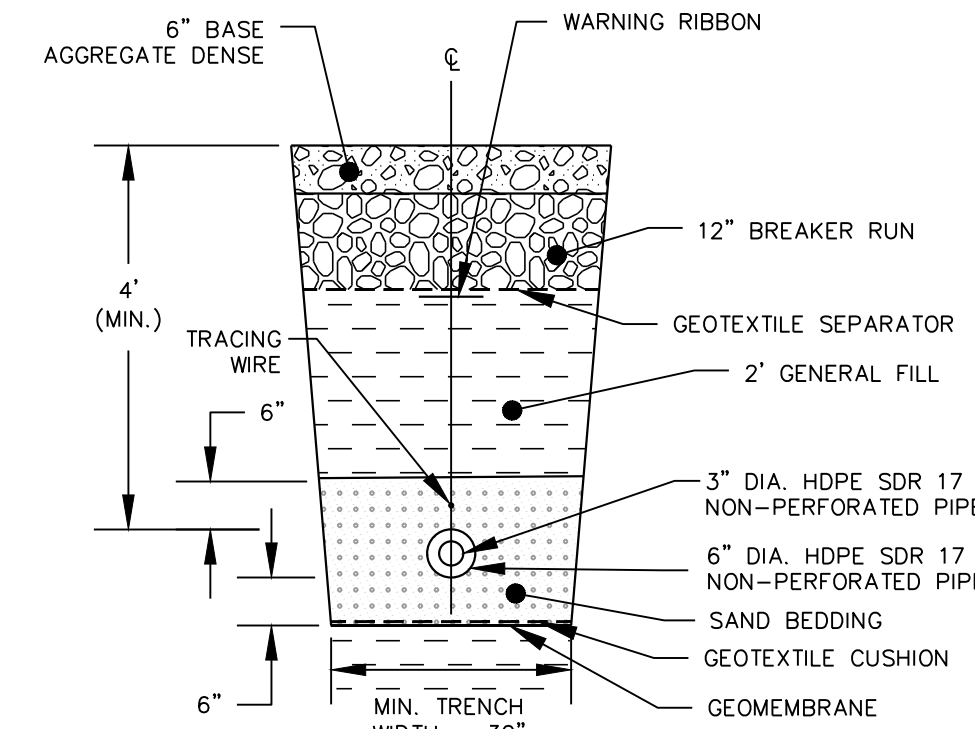 6" BASE
AGGREGATE DENSE
WARNING RIBBON
℄
12" BREAKER RUN
4'
(MIN.)
GEOTEXTILE SEPARATOR
TRACING
WIRE
2' GENERAL FILL
6"
3" DIA. HDPE SDR 17
NON-PERFORATED PIPE
6" DIA. HDPE SDR 17
NON-PERFORATED PIPE
SAND BEDDING
GEOTEXTILE CUSHION
6"
MIN. TRENCH
GEOMEMBRANE
WIDTH